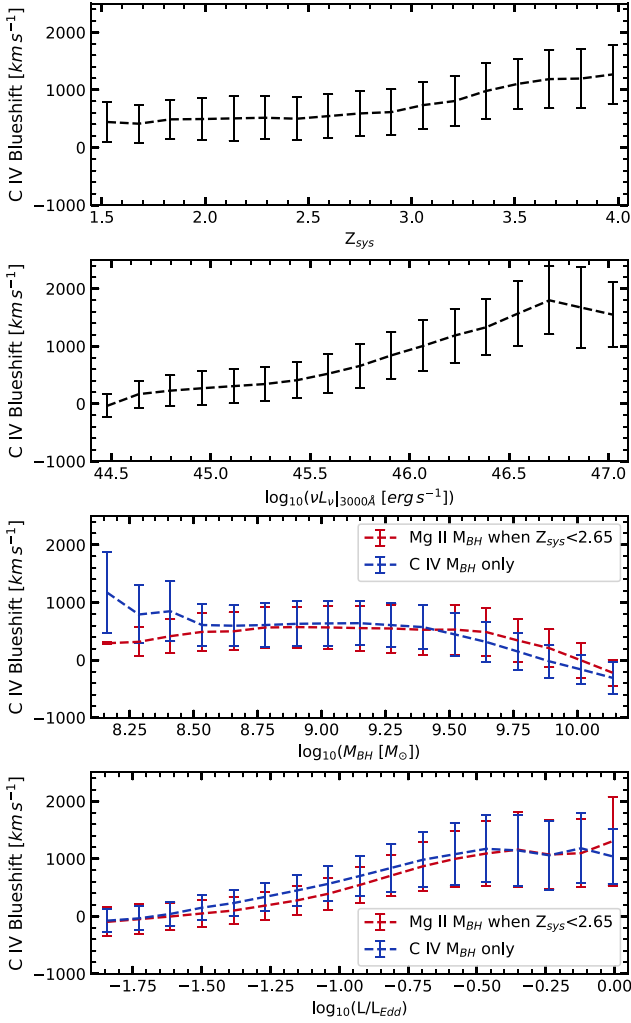 C IV Blueshift [km s⁻¹]
2000
1000
0
−1000
1.5 2.0 2.5 3.0 3.5 4.0
Z_sys
C IV Blueshift [km s⁻¹]
2000
1000
0
−1000
44.5 45.0 45.5 46.0 46.5 47.0
log₁₀(νL_ν|₃₀₀₀Å [erg s⁻¹])
C IV Blueshift [km s⁻¹]
2000
1000
0
−1000
Mg II M_BH when Z_sys<2.65
C IV M_BH only
8.25 8.50 8.75 9.00 9.25 9.50 9.75 10.00
log₁₀(M_BH [M_⊙])
C IV Blueshift [km s⁻¹]
2000
1000
0
−1000
Mg II M_BH when Z_sys<2.65
C IV M_BH only
−1.75 −1.50 −1.25 −1.00 −0.75 −0.50 −0.25 0.00
log₁₀(L/L_Edd)